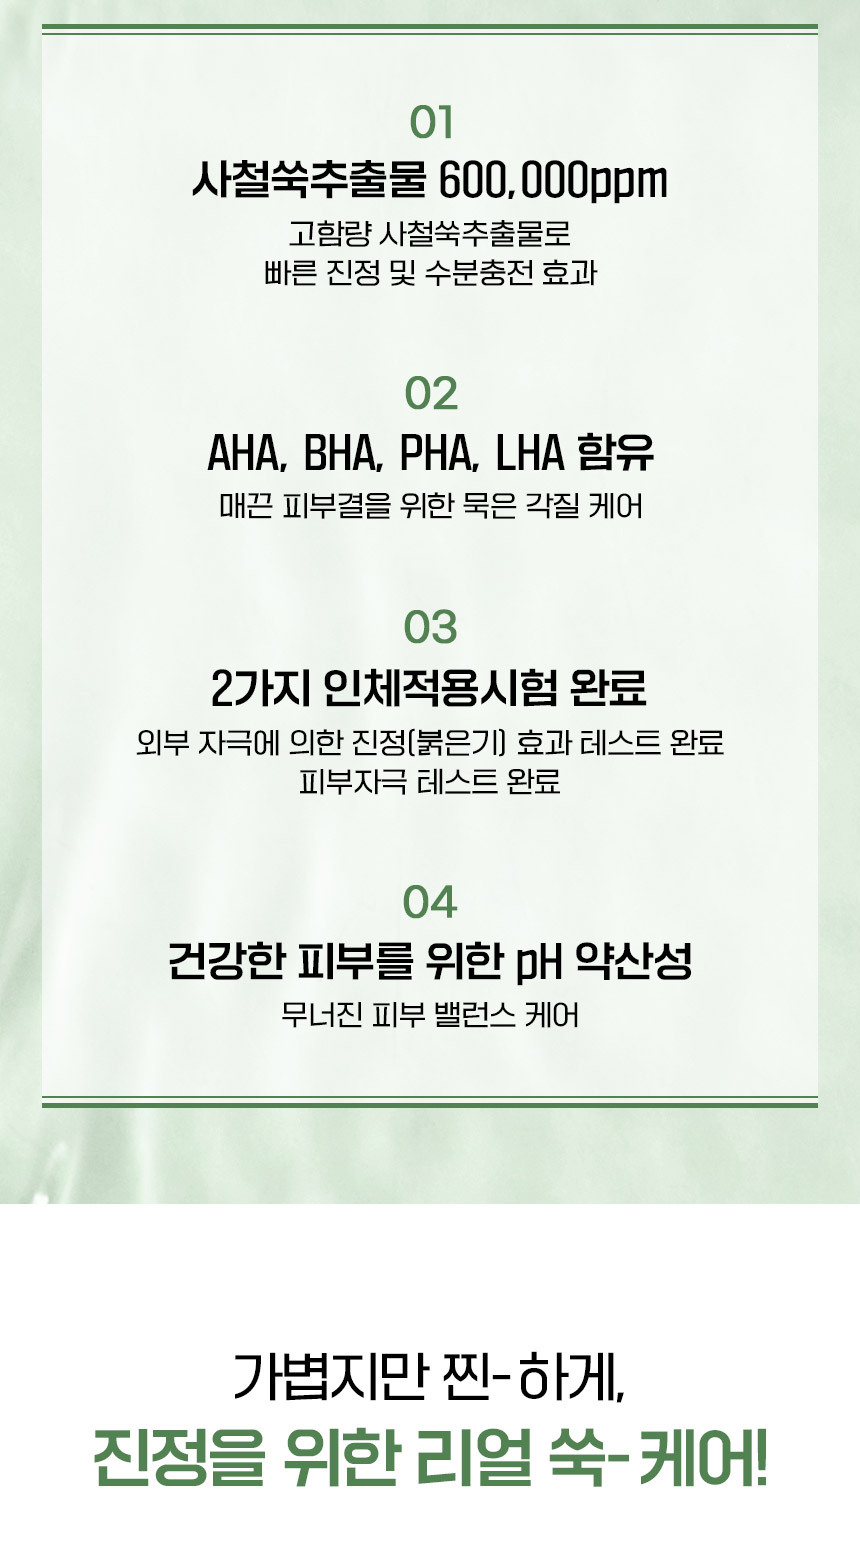 01
사철쑥추출물 600,000ppm
고함량 사철쑥추출물로
빠른 진정 및 수분충전 효과
02
AHA, BHA, PHA, LHA 함유
매끈 피부결을 위한 묵은 각질 케어
03
2가지 인체적용시험 완료
외부 자극에 의한 진정(붉은기) 효과 테스트 완료
피부자극 테스트 완료
04
건강한 피부를 위한 pH 약산성
무너진 피부 밸런스 케어
가볍지만 찐-하게,
진정을 위한 리얼 쑥-케어!